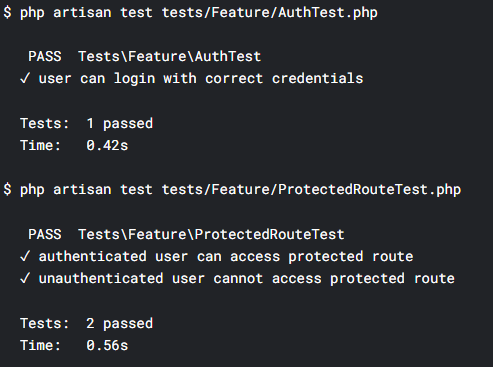 $ php artisan test tests/Feature/AuthTest.php
PASS Tests\Feature\AuthTest
✓ user can login with correct credentials
Tests: 1 passed
Time: 0.42s
$ php artisan test tests/Feature/ProtectedRouteTest.php
PASS Tests\Feature\ProtectedRouteTest
✓ authenticated user can access protected route
✓ unauthenticated user cannot access protected route
Tests: 2 passed
Time: 0.56s